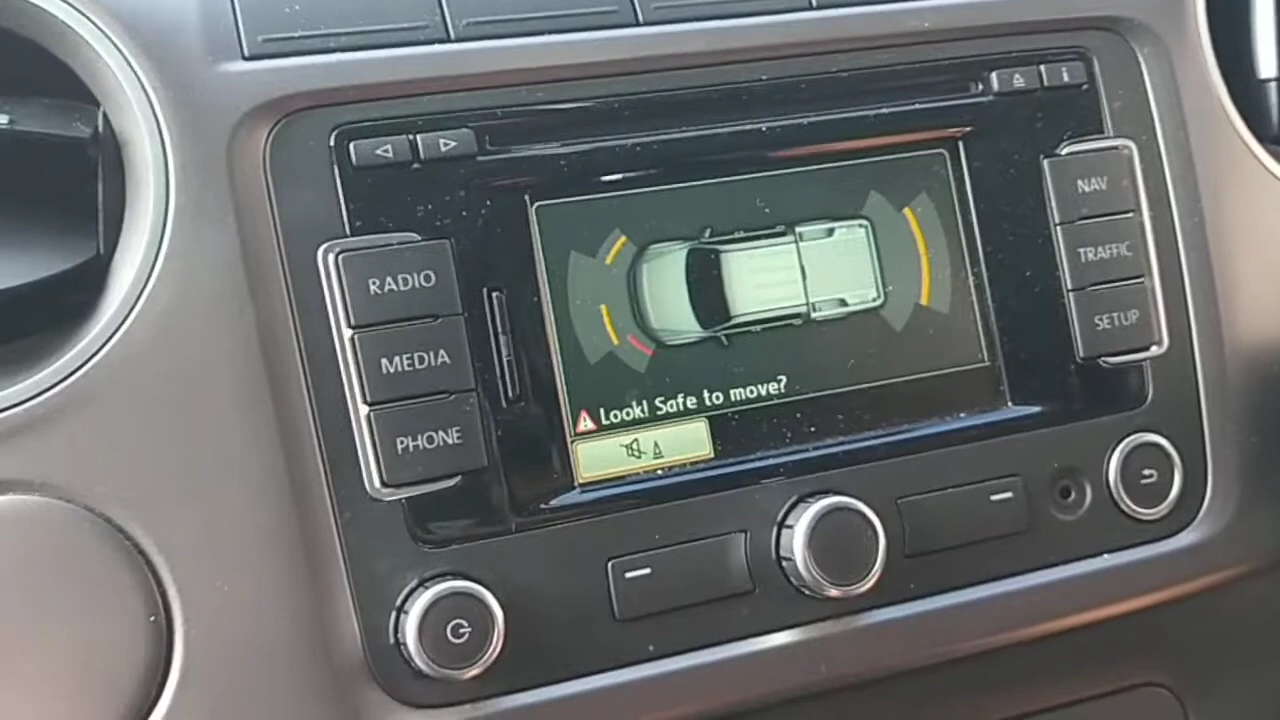 i
NAV
RADIO
TRAFFIC
MEDIA
SETUP
Look! Safe to move?
PHONE